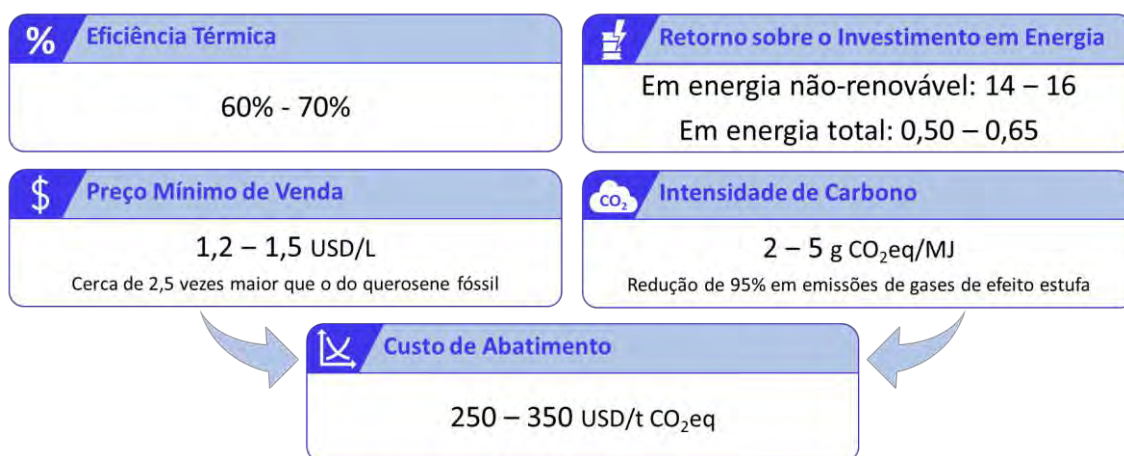 % Eficiência Térmica
60% - 70%
Retorno sobre o Investimento em Energia
Em energia não-renovável: 14 – 16
Em energia total: 0,50 – 0,65
$ Preço Mínimo de Venda
1,2 – 1,5 USD/L
Cerca de 2,5 vezes maior que o do querosene fóssil
CO₂ Intensidade de Carbono
2 – 5 g CO₂eq/MJ
Redução de 95% em emissões de gases de efeito estufa
Custo de Abatimento
250 – 350 USD/t CO₂eq